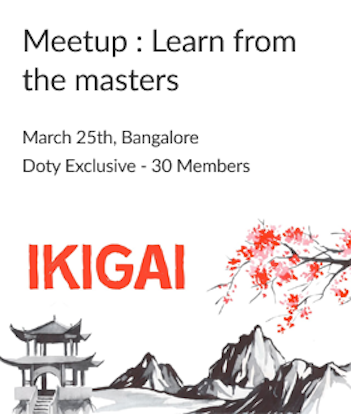 Meetup : Learn from
the masters
March 25th, Bangalore
Doty Exclusive - 30 Members
IKIGAI